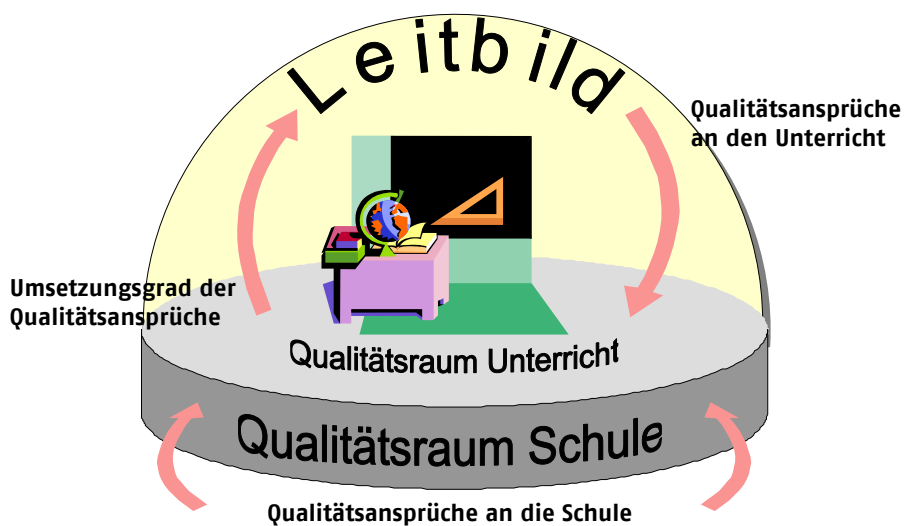 Leitbild
Qualitätsansprüche
an den Unterricht
Umsetzungsgrad der
Qualitätsansprüche
Qualitätsraum Unterricht
Qualitätsraum Schule
Qualitätsansprüche an die Schule